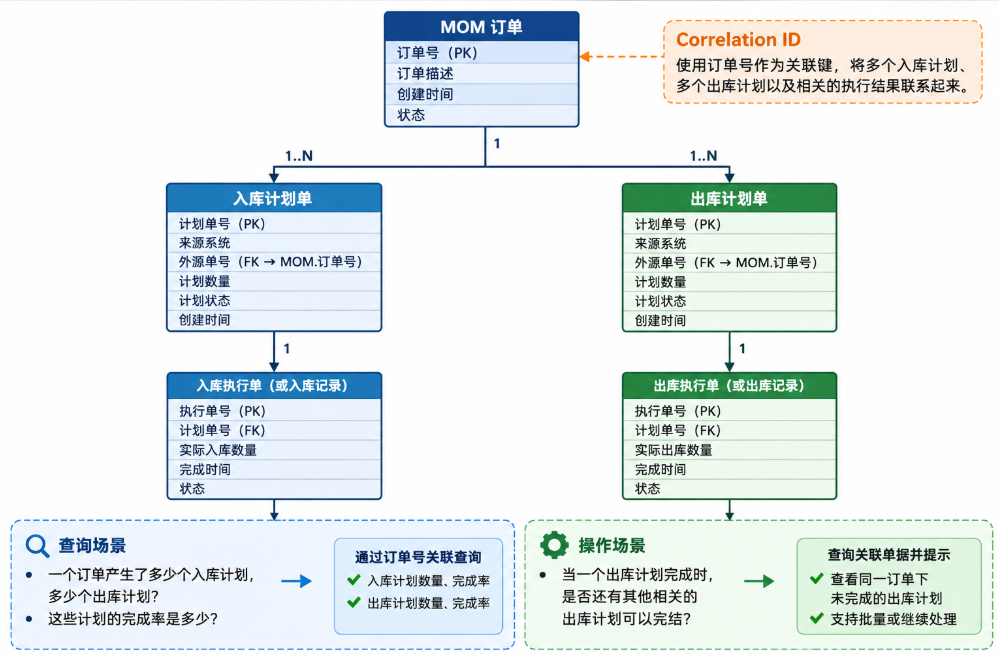 MOM 订单
订单号（PK）
订单描述
创建时间
状态
Correlation ID
使用订单号作为关联键，将多个入库计划、
多个出库计划以及相关的执行结果联系起来。
1
1..N
1..N
入库计划单
计划单号（PK）
来源系统
外源单号（FK → MOM.订单号）
计划数量
计划状态
创建时间
出库计划单
计划单号（PK）
来源系统
外源单号（FK → MOM.订单号）
计划数量
计划状态
创建时间
1
1
入库执行单（或入库记录）
执行单号（PK）
计划单号（FK）
实际入库数量
完成时间
状态
出库执行单（或出库记录）
执行单号（PK）
计划单号（FK）
实际出库数量
完成时间
状态
查询场景
• 一个订单产生了多少个入库计划，
多少个出库计划？
• 这些计划的完成率是多少？
通过订单号关联查询
✓ 入库计划数量、完成率
✓ 出库计划数量、完成率
操作场景
• 当一个出库计划完成时，
是否还有其他相关的
出库计划可以完结？
查询关联单据并提示
✓ 查看同一订单下
未完成的出库计划
✓ 支持批量或继续处理